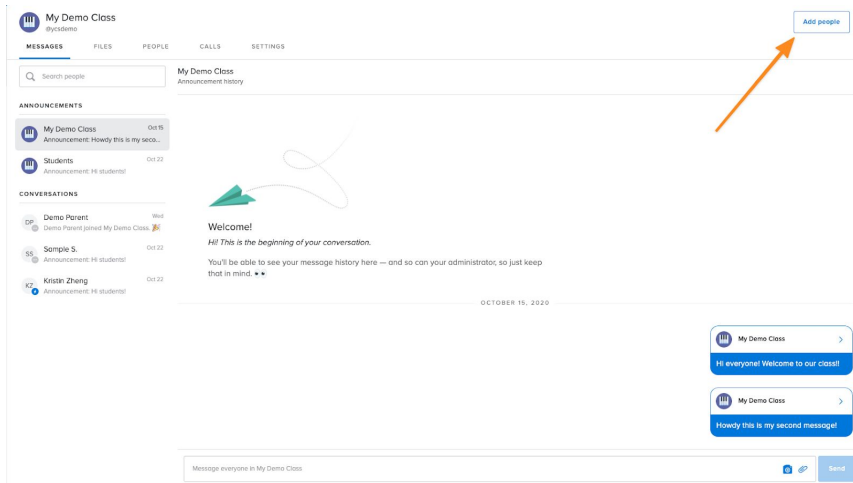 My Demo Class
@ycsdemo
Add people
MESSAGES FILES PEOPLE CALLS SETTINGS
Search people
ANNOUNCEMENTS
My Demo Class Oct 15
Announcement: Howdy this is my seco...
Students Oct 22
Announcement: Hi students!
CONVERSATIONS
DP Demo Parent Wed
Demo Parent joined My Demo Class. 🎉
SS Sample S. Oct 22
Announcement: Hi students!
KZ Kristin Zheng Oct 22
Announcement: Hi students!
My Demo Class
Announcement history
Welcome!
Hi! This is the beginning of your conversation.
You'll be able to see your message history here — and so can your administrator, so just keep
that in mind. 👀
OCTOBER 15, 2020
My Demo Class
Hi everyone! Welcome to our class!!
My Demo Class
Howdy this is my second message!
Message everyone in My Demo Class
Send